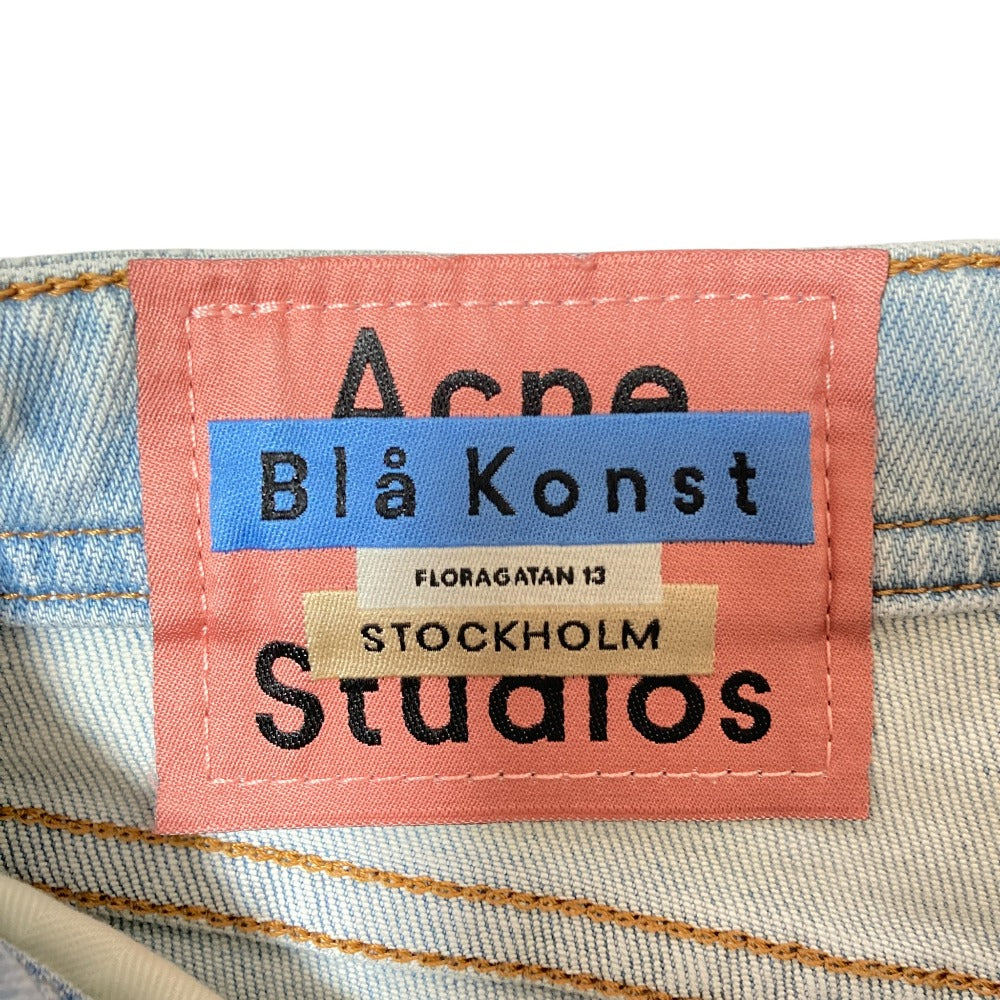 Acne
Blå Konst
FLORAGATAN 13
STOCKHOLM
Studios